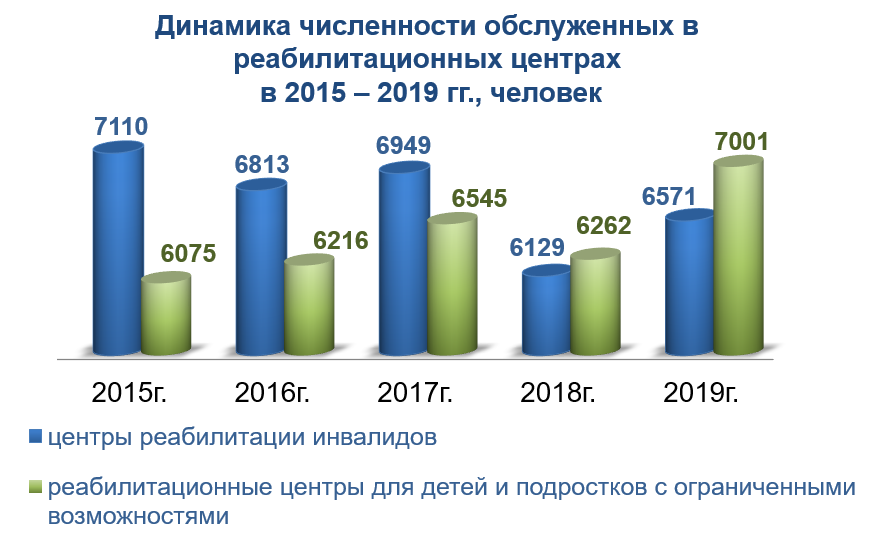 Динамика численности обслуженных в
реабилитационных центрах
в 2015 – 2019 гг., человек
7110
6075
6813
6216
6949
6545
6129
6262
6571
7001
2015г.
2016г.
2017г.
2018г.
2019г.
центры реабилитации инвалидов
реабилитационные центры для детей и подростков с ограниченными
возможностями